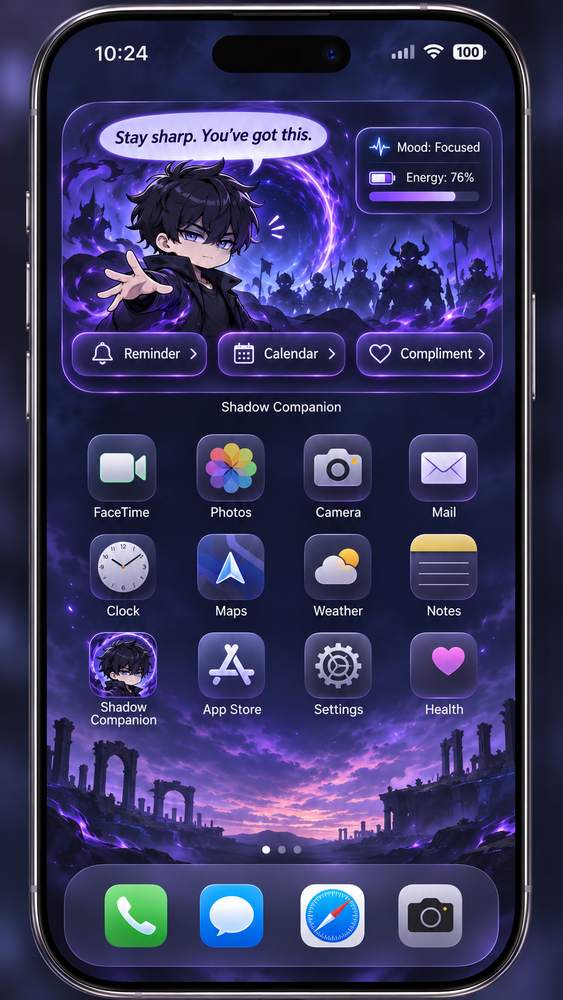 10:24
100
Stay sharp. You've got this.
Mood: Focused
Energy: 76%
Reminder
Calendar
Compliment
Shadow Companion
FaceTime
Photos
Camera
Mail
Clock
Maps
Weather
Notes
Shadow
Companion
App Store
Settings
Health